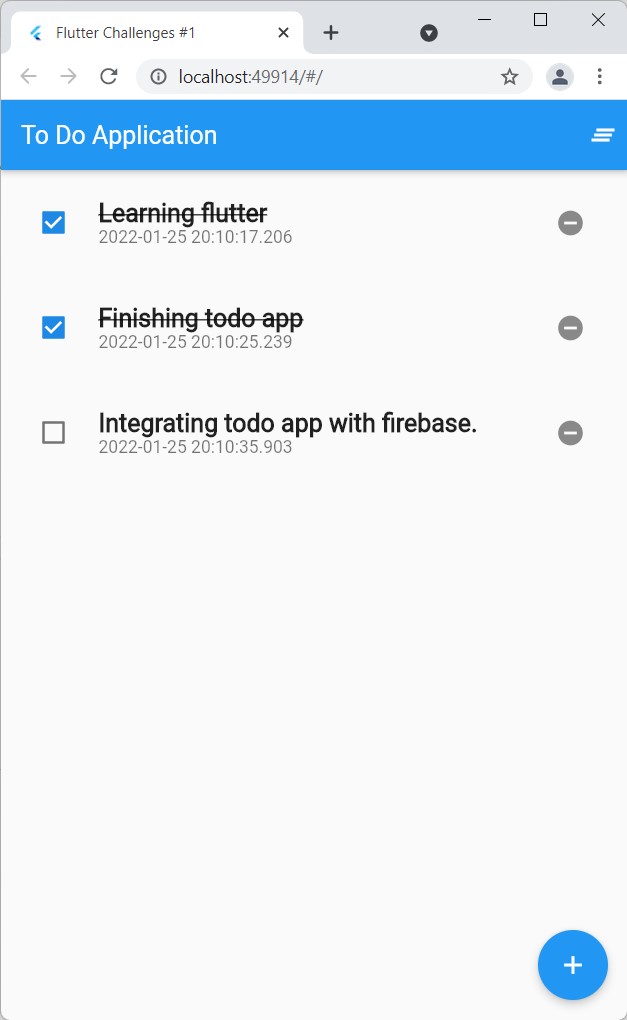 Flutter Challenges #1
localhost:49914/#/
To Do Application
Learning flutter
2022-01-25 20:10:17.206
Finishing todo app
2022-01-25 20:10:25.239
Integrating todo app with firebase.
2022-01-25 20:10:35.903